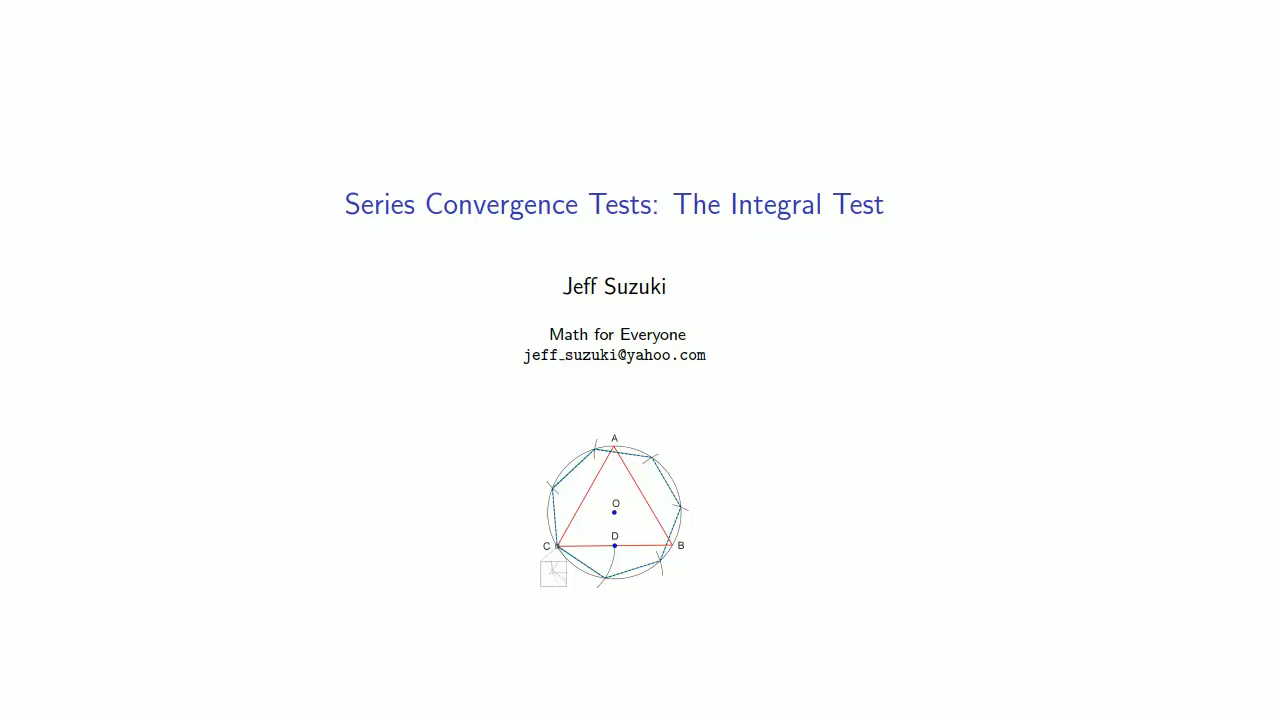 Series Convergence Tests: The Integral Test
Jeff Suzuki
Math for Everyone
jeff_suzuki@yahoo.com
A
O
D
C
B